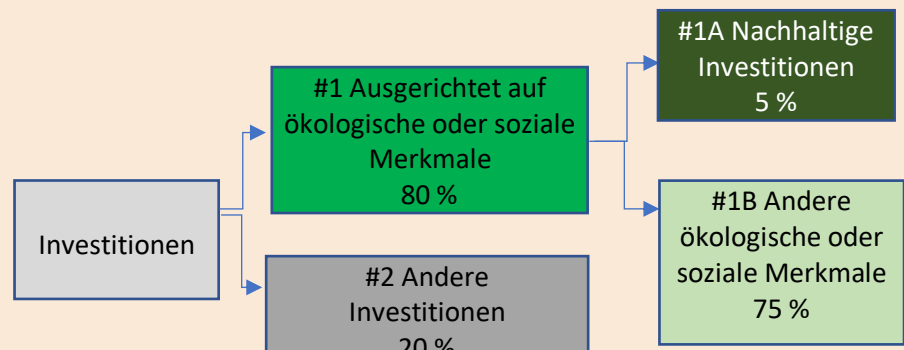 #1A Nachhaltige
Investitionen
5 %
#1 Ausgerichtet auf
ökologische oder soziale
Merkmale
80 %
#1B Andere
ökologische oder
soziale Merkmale
75 %
Investitionen
#2 Andere
Investitionen
20 %